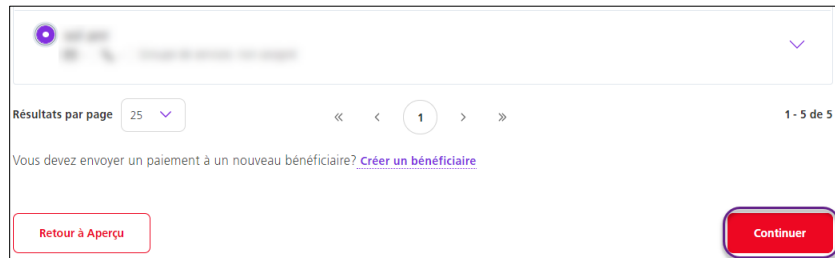 Résultats par page 25 « < 1 > » 1 - 5 de 5
Vous devez envoyer un paiement à un nouveau bénéficiaire? Créer un bénéficiaire
Retour à Aperçu Continuer